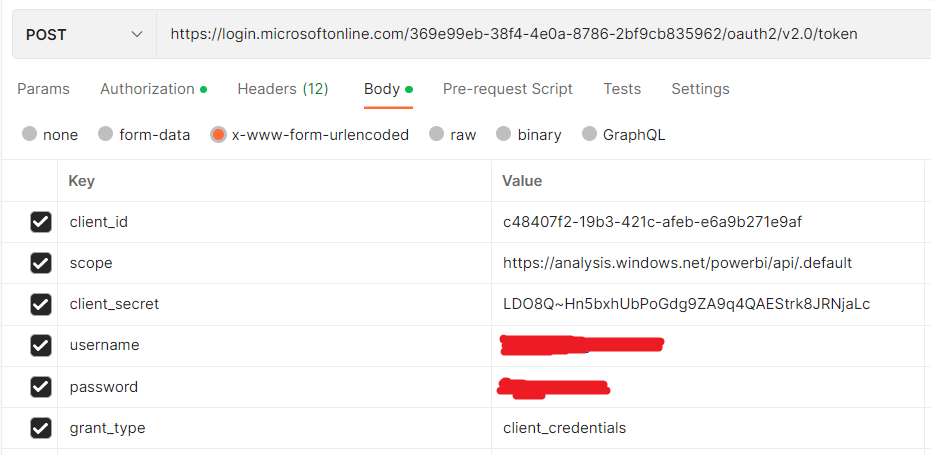 POST https://login.microsoftonline.com/369e99eb-38f4-4e0a-8786-2bf9cb835962/oauth2/v2.0/token
Params Authorization Headers (12) Body Pre-request Script Tests Settings
none form-data x-www-form-urlencoded raw binary GraphQL
Key Value
client_id c48407f2-19b3-421c-afeb-e6a9b271e9af
scope https://analysis.windows.net/powerbi/api/.default
client_secret LDO8Q~Hn5bxhUbPoGdg9ZA9q4QAEStrk8JRNjaLc
username
password
grant_type client_credentials